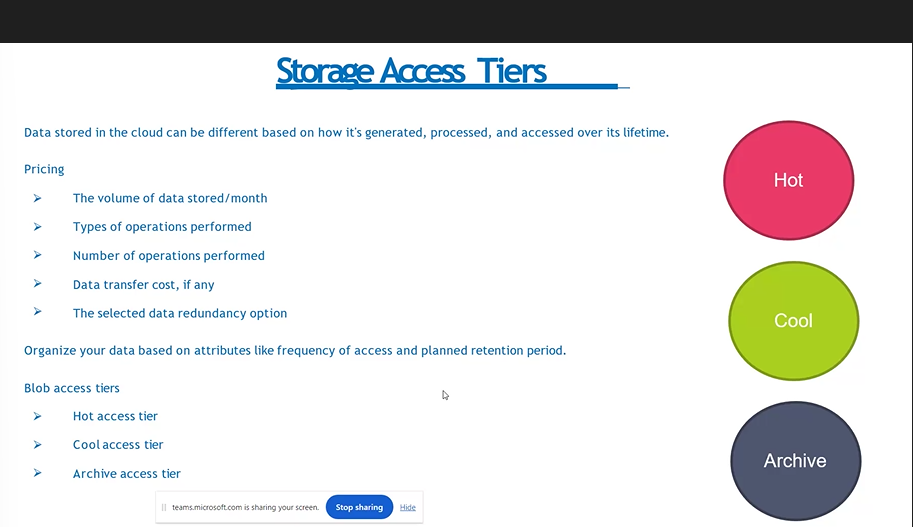 Storage Access Tiers
Data stored in the cloud can be different based on how it's generated, processed, and accessed over its lifetime.
Pricing
The volume of data stored/month
Types of operations performed
Number of operations performed
Data transfer cost, if any
The selected data redundancy option
Organize your data based on attributes like frequency of access and planned retention period.
Blob access tiers
Hot access tier
Cool access tier
Archive access tier
Hot
Cool
Archive
teams.microsoft.com is sharing your screen. Stop sharing Hide